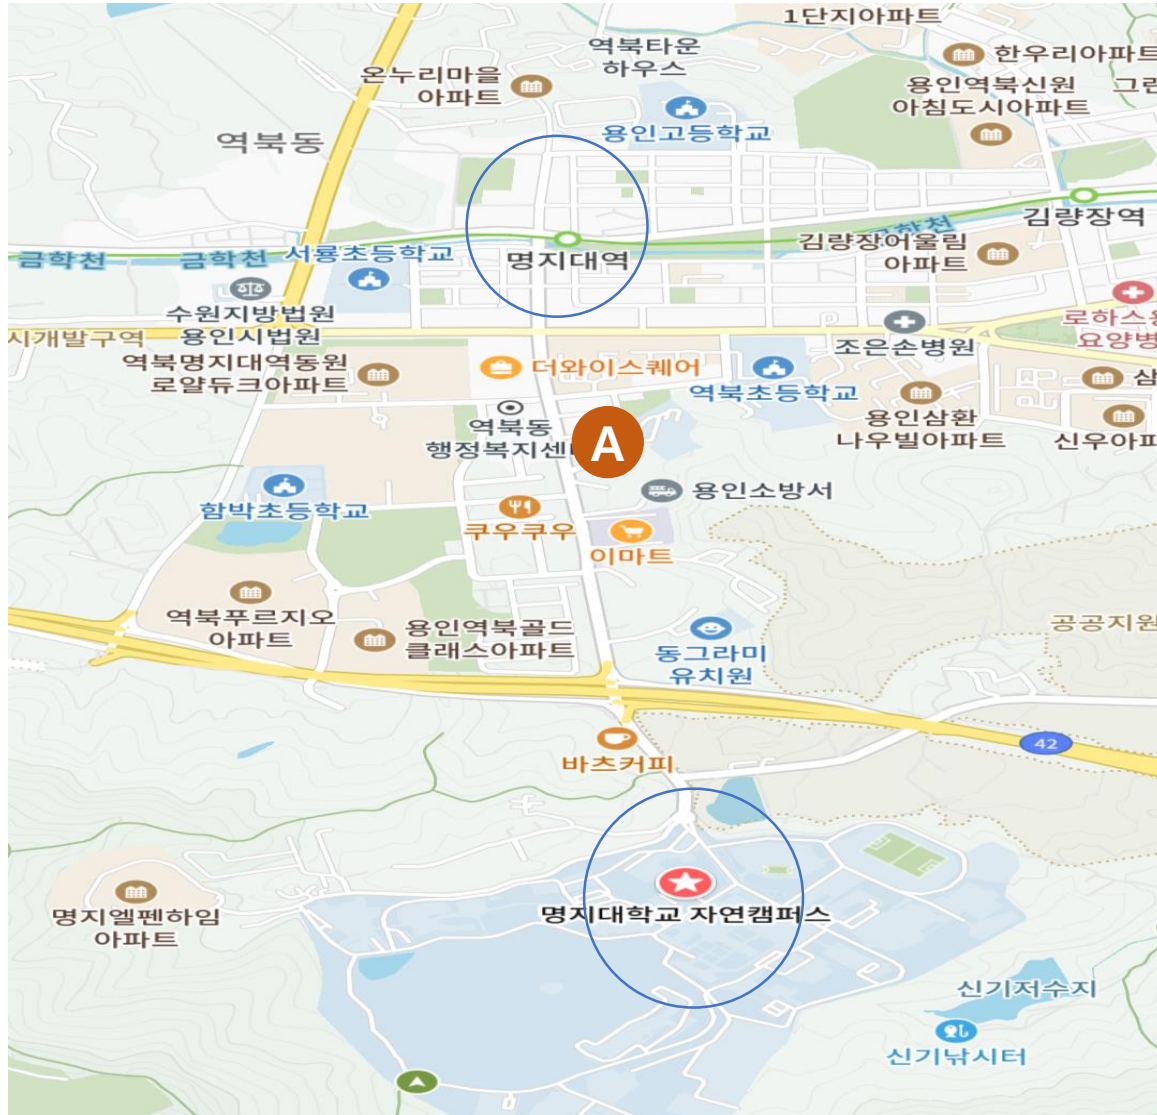 1단지아파트
역북타운
하우스
한우리아파트
온누리마을
아파트
용인역북신원
아침도시아파트
용인고등학교
역북동
김량장역
금학천
금학천
서룡초등학교
명지대역
김량장어울림
아파트
수원지방법원
용인시법원
시개발구역
조은손병원
요양병
역북명지대역동원
로얄듀크아파트
더와이스퀘어
역북초등학교
삼
용인삼환
나우빌아파트
신우아파
역북동
행정복지센
A
함박초등학교
용인소방서
쿠우쿠우
이마트
역북푸르지오
아파트
용인역북골드
클래스아파트
동그라미
유치원
공공지원
42
바츠커피
명지엘펜하임
아파트
명지대학교 자연캠퍼스
신기저수지
신기낚시터